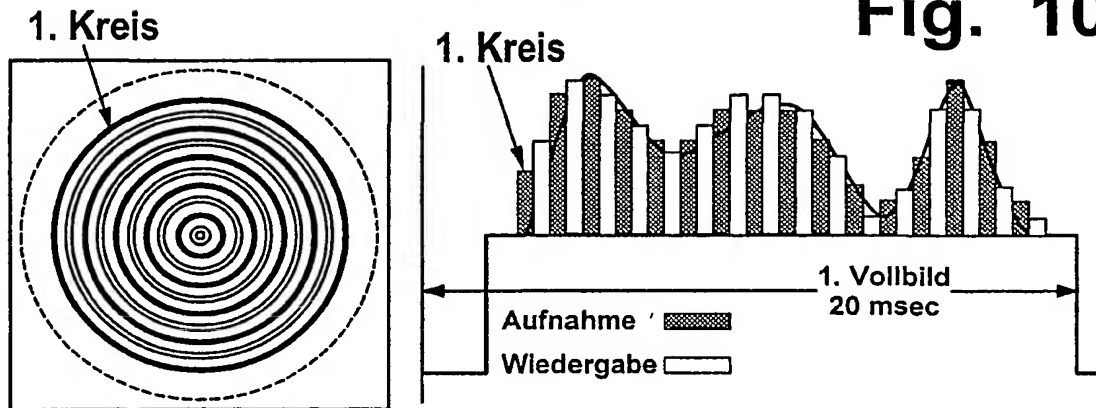 Fig. 10
1. Kreis
1. Kreis
1. Vollbild
20 msec
Aufnahme
Wiedergabe